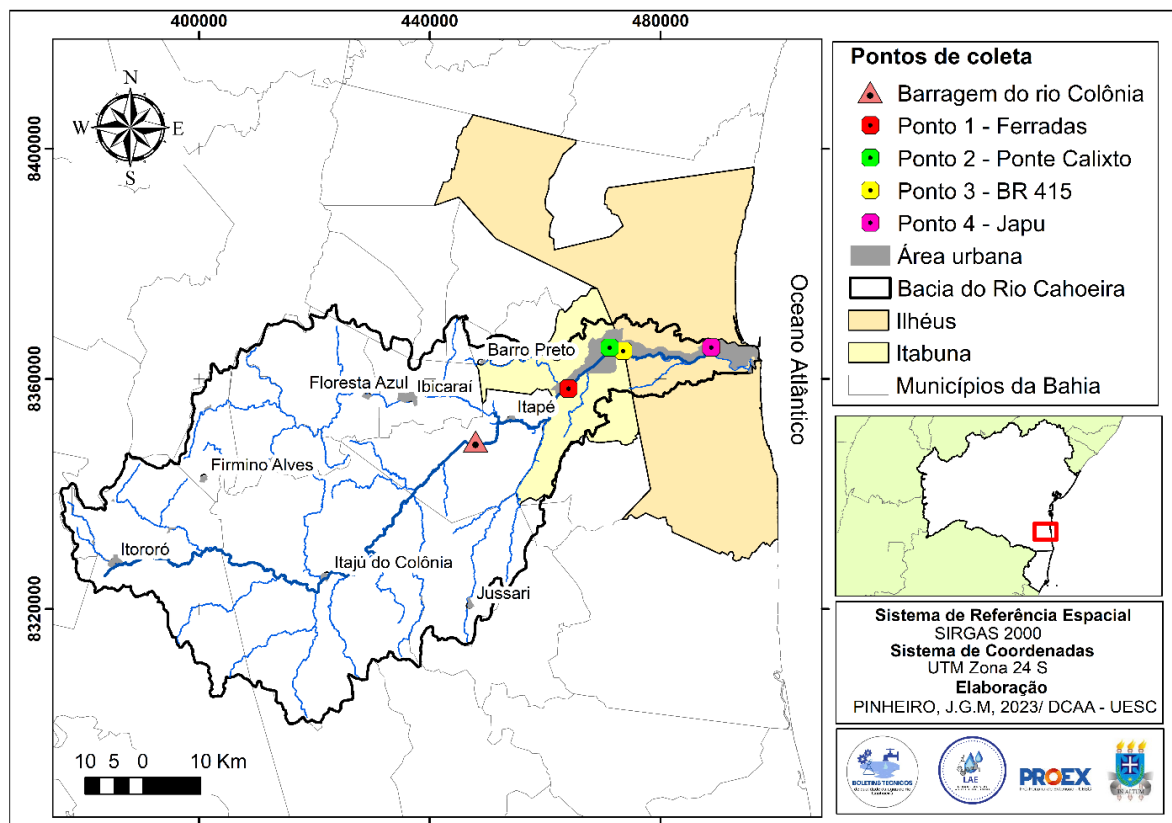 400000
440000
480000
8400000
8360000
8320000
N
W
E
S
Barro Preto
Floresta Azul
Ibicaraí
Itapé
Firmino Alves
Itororó
Itajú do Colônia
Jussari
Oceano Atlântico
10 5 0 10 Km
Pontos de coleta
Barragem do rio Colônia
Ponto 1 - Ferradas
Ponto 2 - Ponte Calixto
Ponto 3 - BR 415
Ponto 4 - Japu
Área urbana
Bacia do Rio Cahoeira
Ilhéus
Itabuna
Municípios da Bahia
Sistema de Referência Espacial
SIRGAS 2000
Sistema de Coordenadas
UTM Zona 24 S
Elaboração
PINHEIRO, J.G.M, 2023/ DCAA - UESC
BOLETINS TÉCNICOS
LAE
PROEX